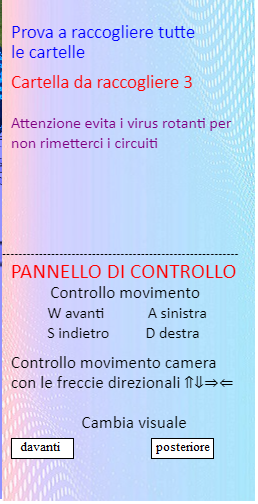 Prova a raccogliere tutte
le cartelle
Cartella da raccogliere 3
Attenzione evita i virus rotanti per
non rimetterci i circuiti
PANNELLO DI CONTROLLO
Controllo movimento
W avanti A sinistra
S indietro D destra
Controllo movimento camera
con le freccie direzionali ⇑⇓⇒⇐
Cambia visuale
davanti posteriore